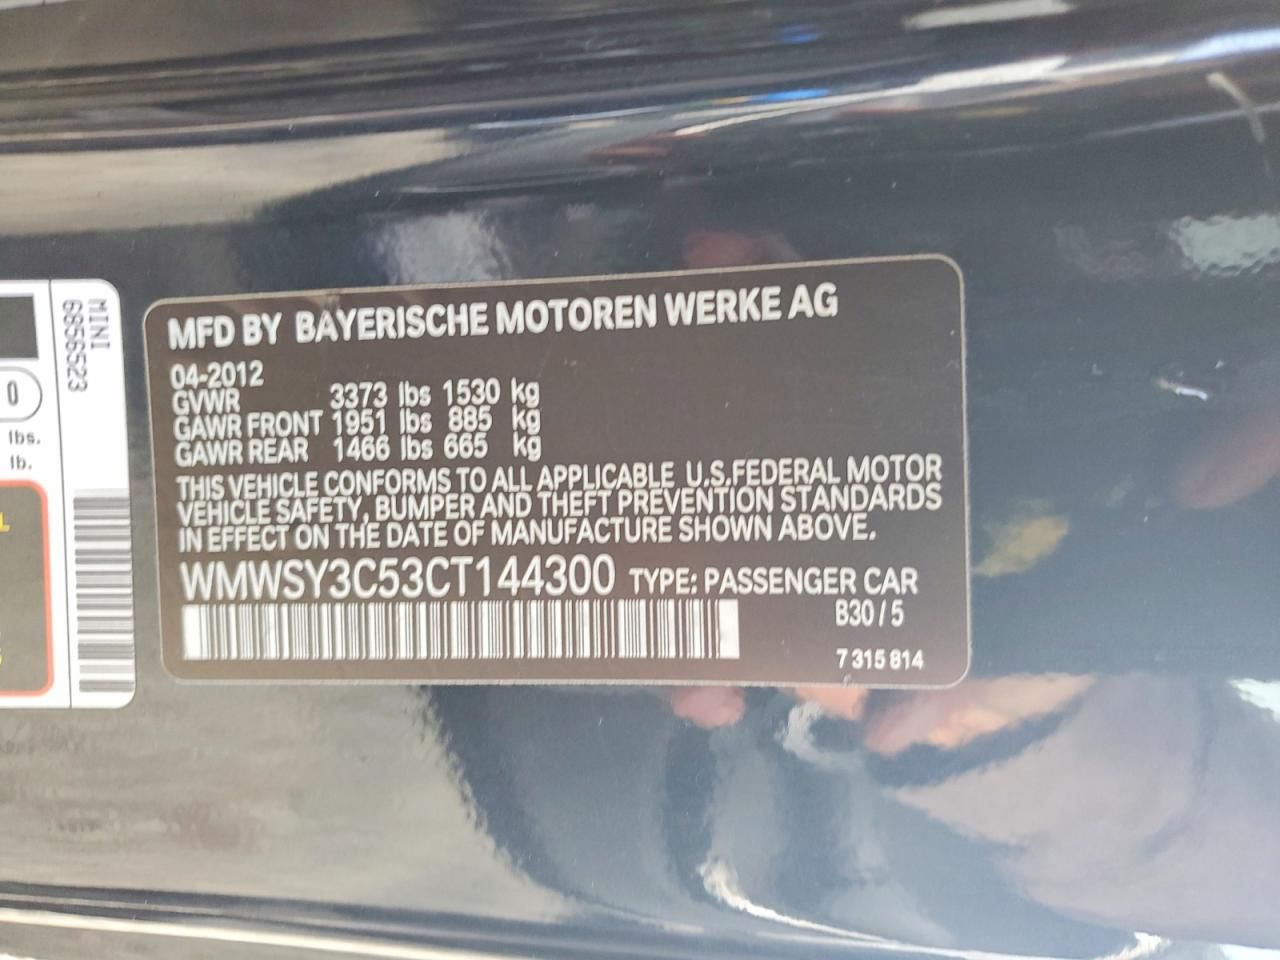 MINI
6856523
0
lbs.
lb.
MFD BY BAYERISCHE MOTOREN WERKE AG
04-2012
GVWR 3373 lbs 1530 kg
GAWR FRONT 1951 lbs 885 kg
GAWR REAR 1466 lbs 665 kg
THIS VEHICLE CONFORMS TO ALL APPLICABLE U.S.FEDERAL MOTOR
VEHICLE SAFETY, BUMPER AND THEFT PREVENTION STANDARDS
IN EFFECT ON THE DATE OF MANUFACTURE SHOWN ABOVE.
WMWSY3C53CT144300 TYPE: PASSENGER CAR
B30/5
7 315 814